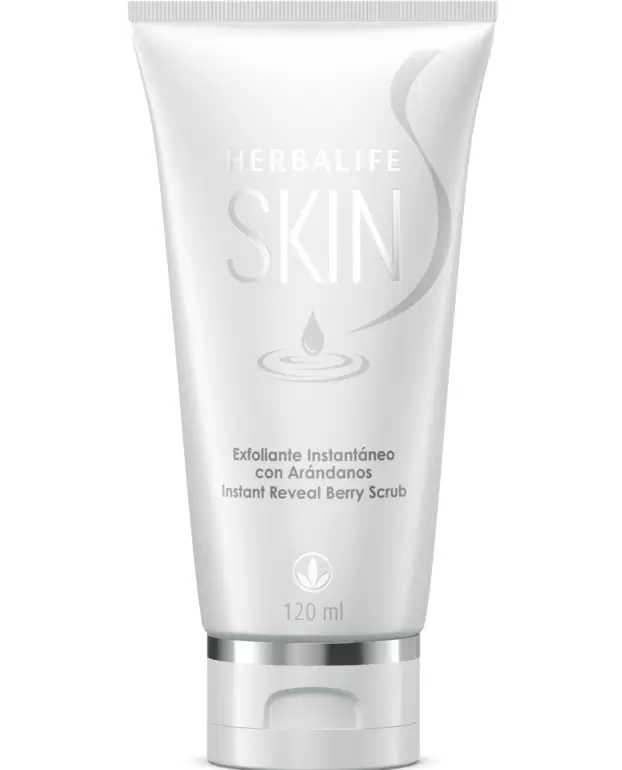 HERBALIFE
SKIN
Exfoliante Instantáneo
con Arándanos
Instant Reveal Berry Scrub
120 ml